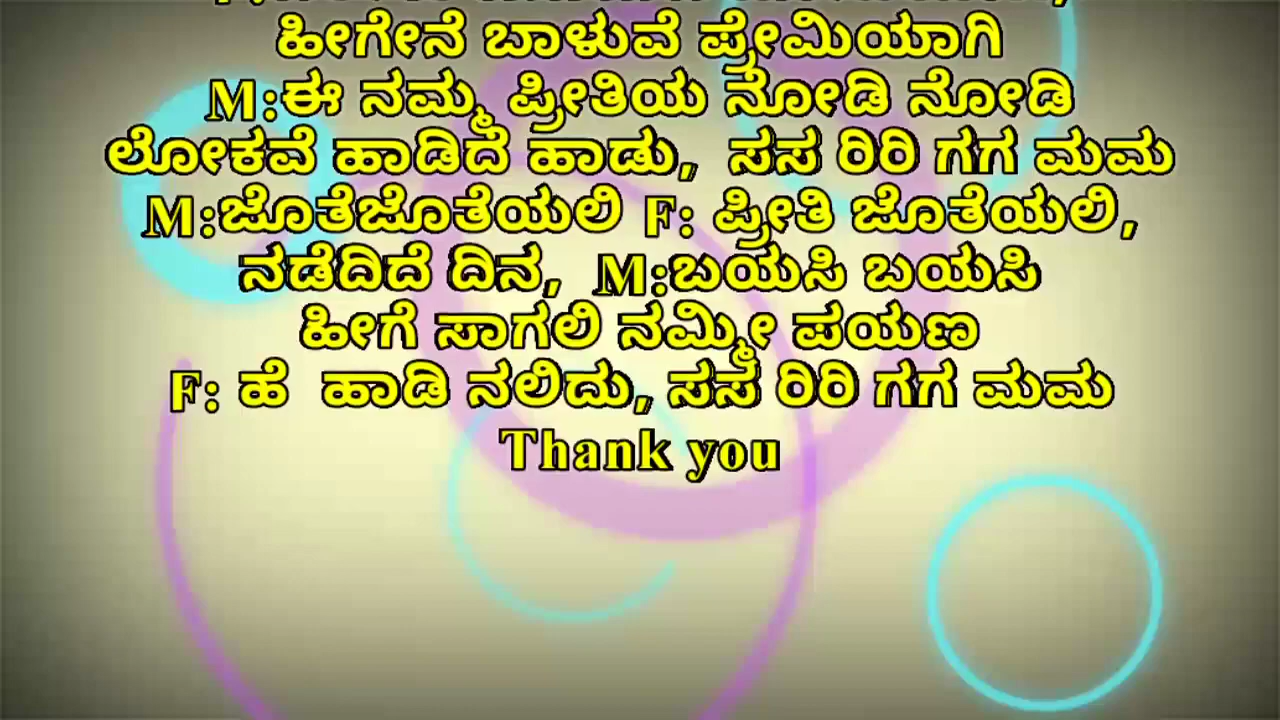 ಹೀಗೇನೆ ಬಾಳುವೆ ಪ್ರೇಮಿಯಾಗಿ
M:ಈ ನಮ್ಮ ಪ್ರೀತಿಯ ನೋಡಿ ನೋಡಿ
ಲೋಕವೆ ಹಾಡಿದೆ ಹಾಡು, ಸಸ ರಿರಿ ಗಗ ಮಮ
M:ಜೊತೆಜೊತೆಯಲಿ F: ಪ್ರೀತಿ ಜೊತೆಯಲಿ,
ನಡೆದಿದೆ ದಿನ, M:ಬಯಸಿ ಬಯಸಿ
ಹೀಗೆ ಸಾಗಲಿ ನಮ್ಮೀ ಪಯಣ
F: ಹೆ ಹಾಡಿ ನಲಿದು, ಸಸ ರಿರಿ ಗಗ ಮಮ
Thank you